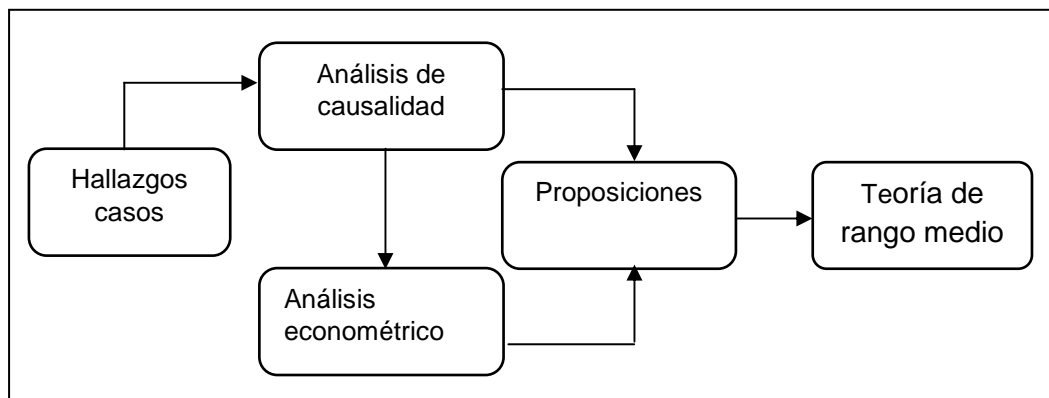 Hallazgos
casos
Análisis de
causalidad
Análisis
econométrico
Proposiciones
Teoría de
rango medio